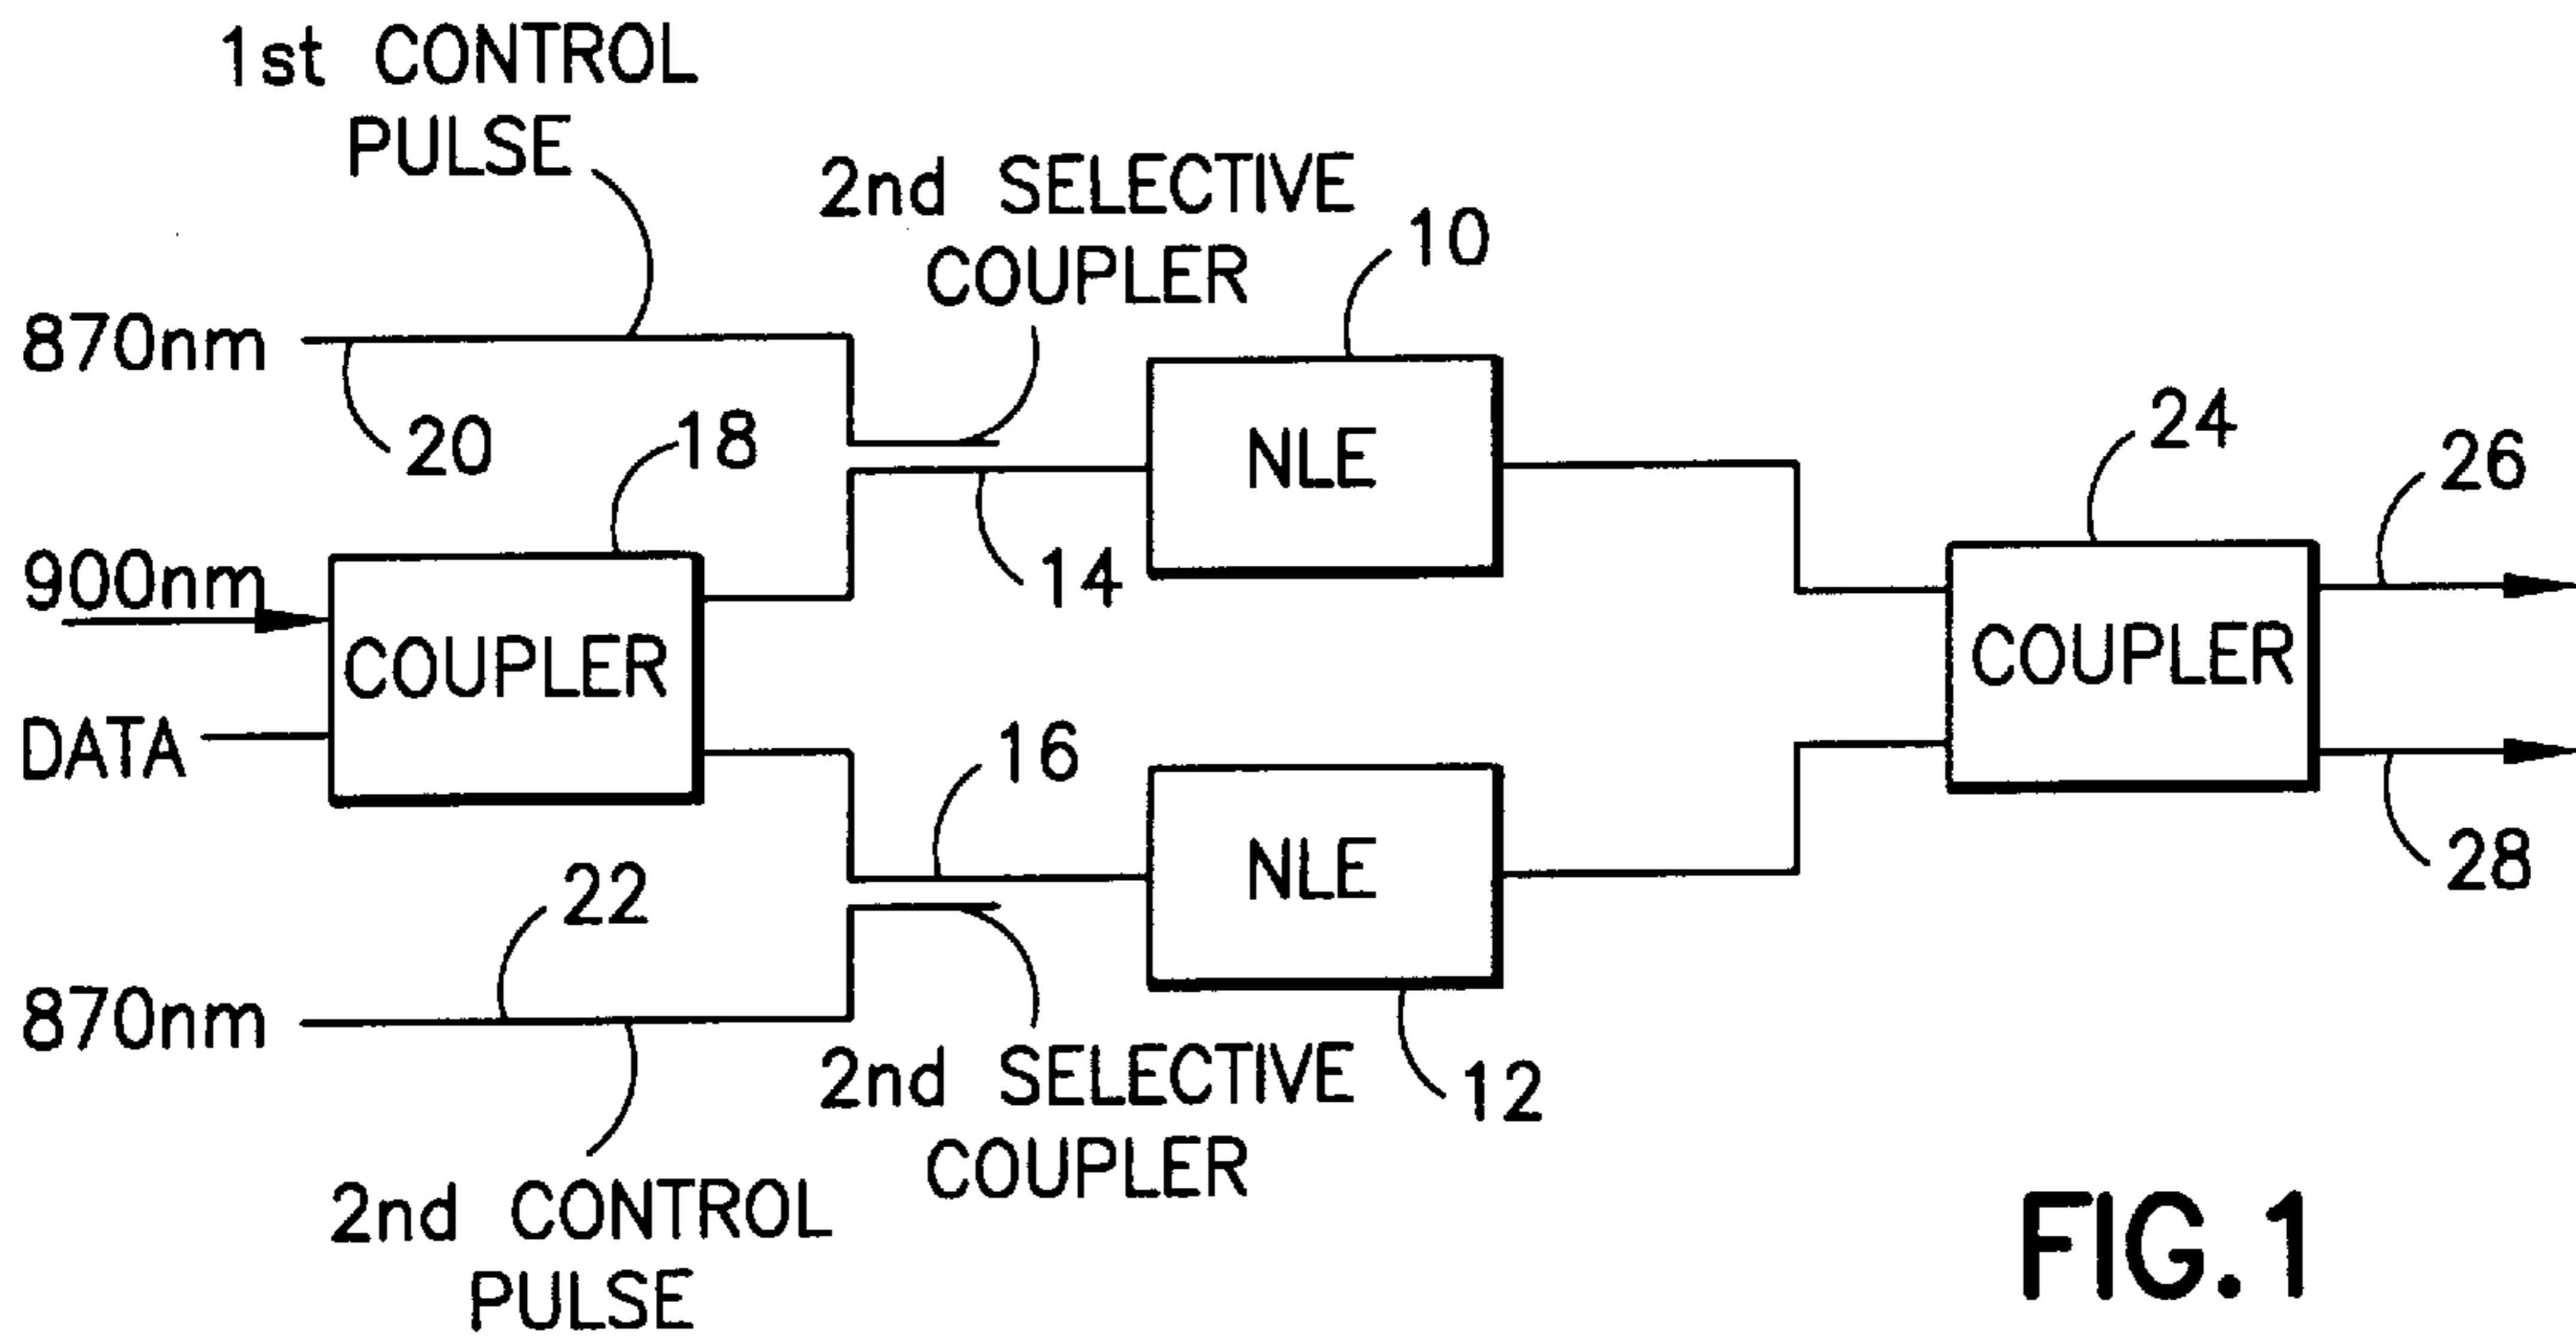 1st CONTROL
PULSE
2nd SELECTIVE
COUPLER
10
870nm
20
18
NLE
24
26
900nm
14
COUPLER
COUPLER
DATA
16
NLE
28
22
870nm
2nd SELECTIVE
COUPLER
12
2nd CONTROL
PULSE
FIG.1